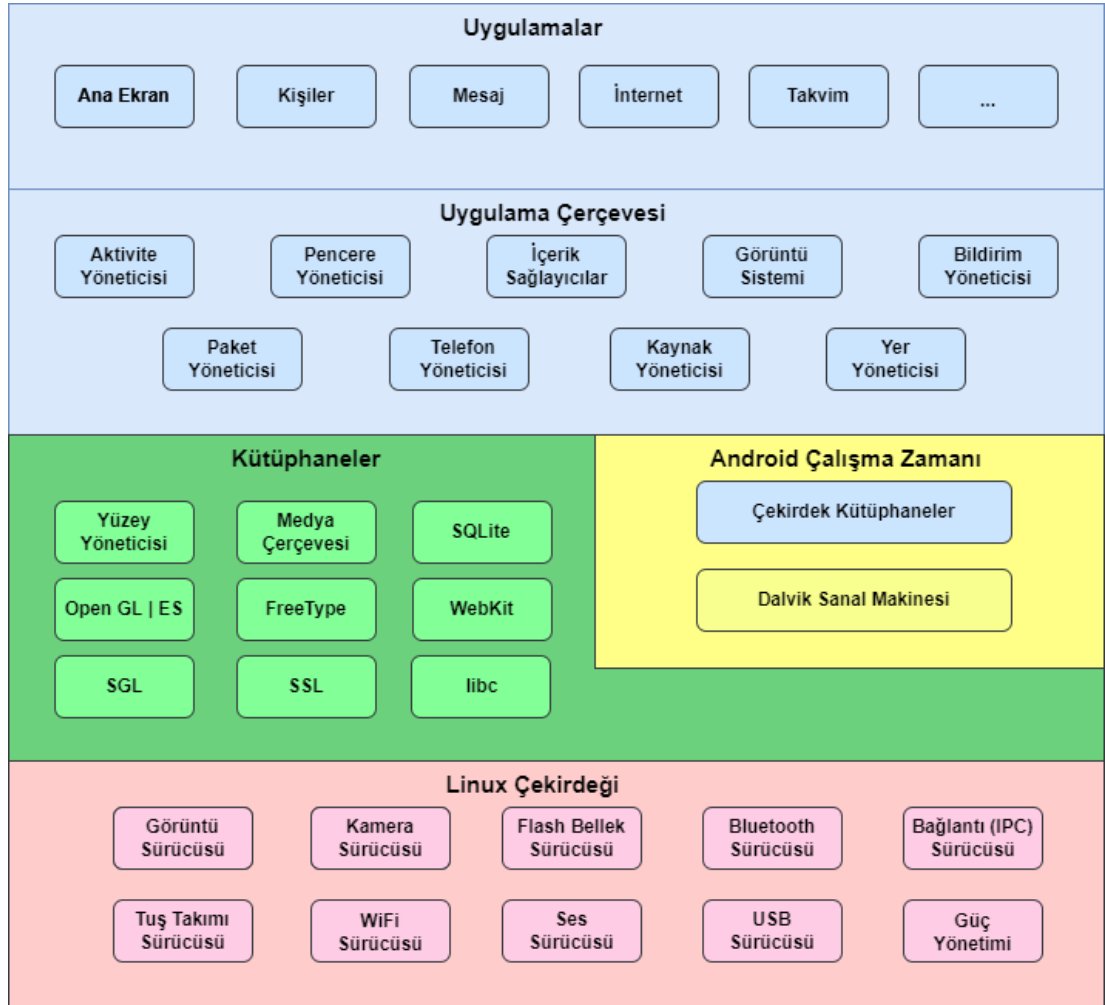 Uygulamalar
Ana Ekran
Kişiler
Mesaj
İnternet
Takvim
...
Uygulama Çerçevesi
Aktivite
Yöneticisi
Pencere
Yöneticisi
İçerik
Sağlayıcılar
Görüntü
Sistemi
Bildirim
Yöneticisi
Paket
Yöneticisi
Telefon
Yöneticisi
Kaynak
Yöneticisi
Yer
Yöneticisi
Kütüphaneler
Yüzey
Yöneticisi
Medya
Çerçevesi
SQLite
Open GL | ES
FreeType
WebKit
SGL
SSL
libc
Android Çalışma Zamanı
Çekirdek Kütüphaneler
Dalvik Sanal Makinesi
Linux Çekirdeği
Görüntü
Sürücüsü
Kamera
Sürücüsü
Flash Bellek
Sürücüsü
Bluetooth
Sürücüsü
Bağlantı (IPC)
Sürücüsü
Tuş Takımı
Sürücüsü
WiFi
Sürücüsü
Ses
Sürücüsü
USB
Sürücüsü
Güç
Yönetimi